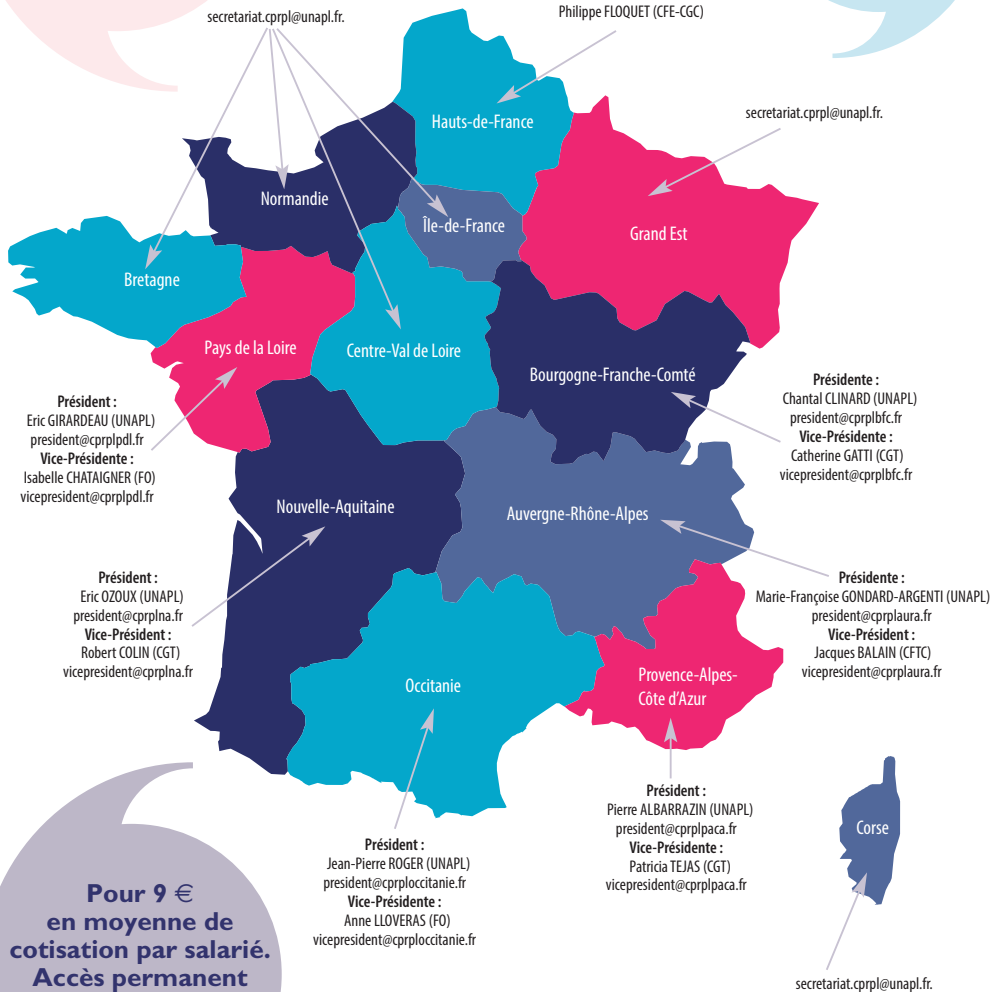 secretariat.cprpl@unapl.fr.
Philippe FLOQUET (CFE-CGC)
Hauts-de-France
secretariat.cprpl@unapl.fr.
Normandie
Île-de-France
Grand Est
Bretagne
Pays de la Loire
Centre-Val de Loire
Bourgogne-Franche-Comté
Président :
Eric GIRARDEAU (UNAPL)
president@cprplpdl.fr
Vice-Présidente :
Isabelle CHATAIGNER (FO)
vicepresident@cprplpdl.fr
Présidente :
Chantal CLINARD (UNAPL)
president@cprplbfc.fr
Vice-Présidente :
Catherine GATTI (CGT)
vicepresident@cprplbfc.fr
Nouvelle-Aquitaine
Auvergne-Rhône-Alpes
Président :
Eric OZOUX (UNAPL)
president@cprplna.fr
Vice-Président :
Robert COLIN (CGT)
vicepresident@cprplna.fr
Présidente :
Marie-Françoise GONDARD-ARGENTI (UNAPL)
president@cprplaura.fr
Vice-Président :
Jacques BALAIN (CFTC)
vicepresident@cprplaura.fr
Occitanie
Provence-Alpes-
Côte d'Azur
Président :
Pierre ALBARRAZIN (UNAPL)
president@cprplpaca.fr
Vice-Présidente :
Patricia TEJAS (CGT)
vicepresident@cprplpaca.fr
Corse
Président :
Jean-Pierre ROGER (UNAPL)
president@cprploccitanie.fr
Vice-Présidente :
Anne LLOVERAS (FO)
vicepresident@cprploccitanie.fr
Pour 9 €
en moyenne de
cotisation par salarié.
Accès permanent
secretariat.cprpl@unapl.fr.